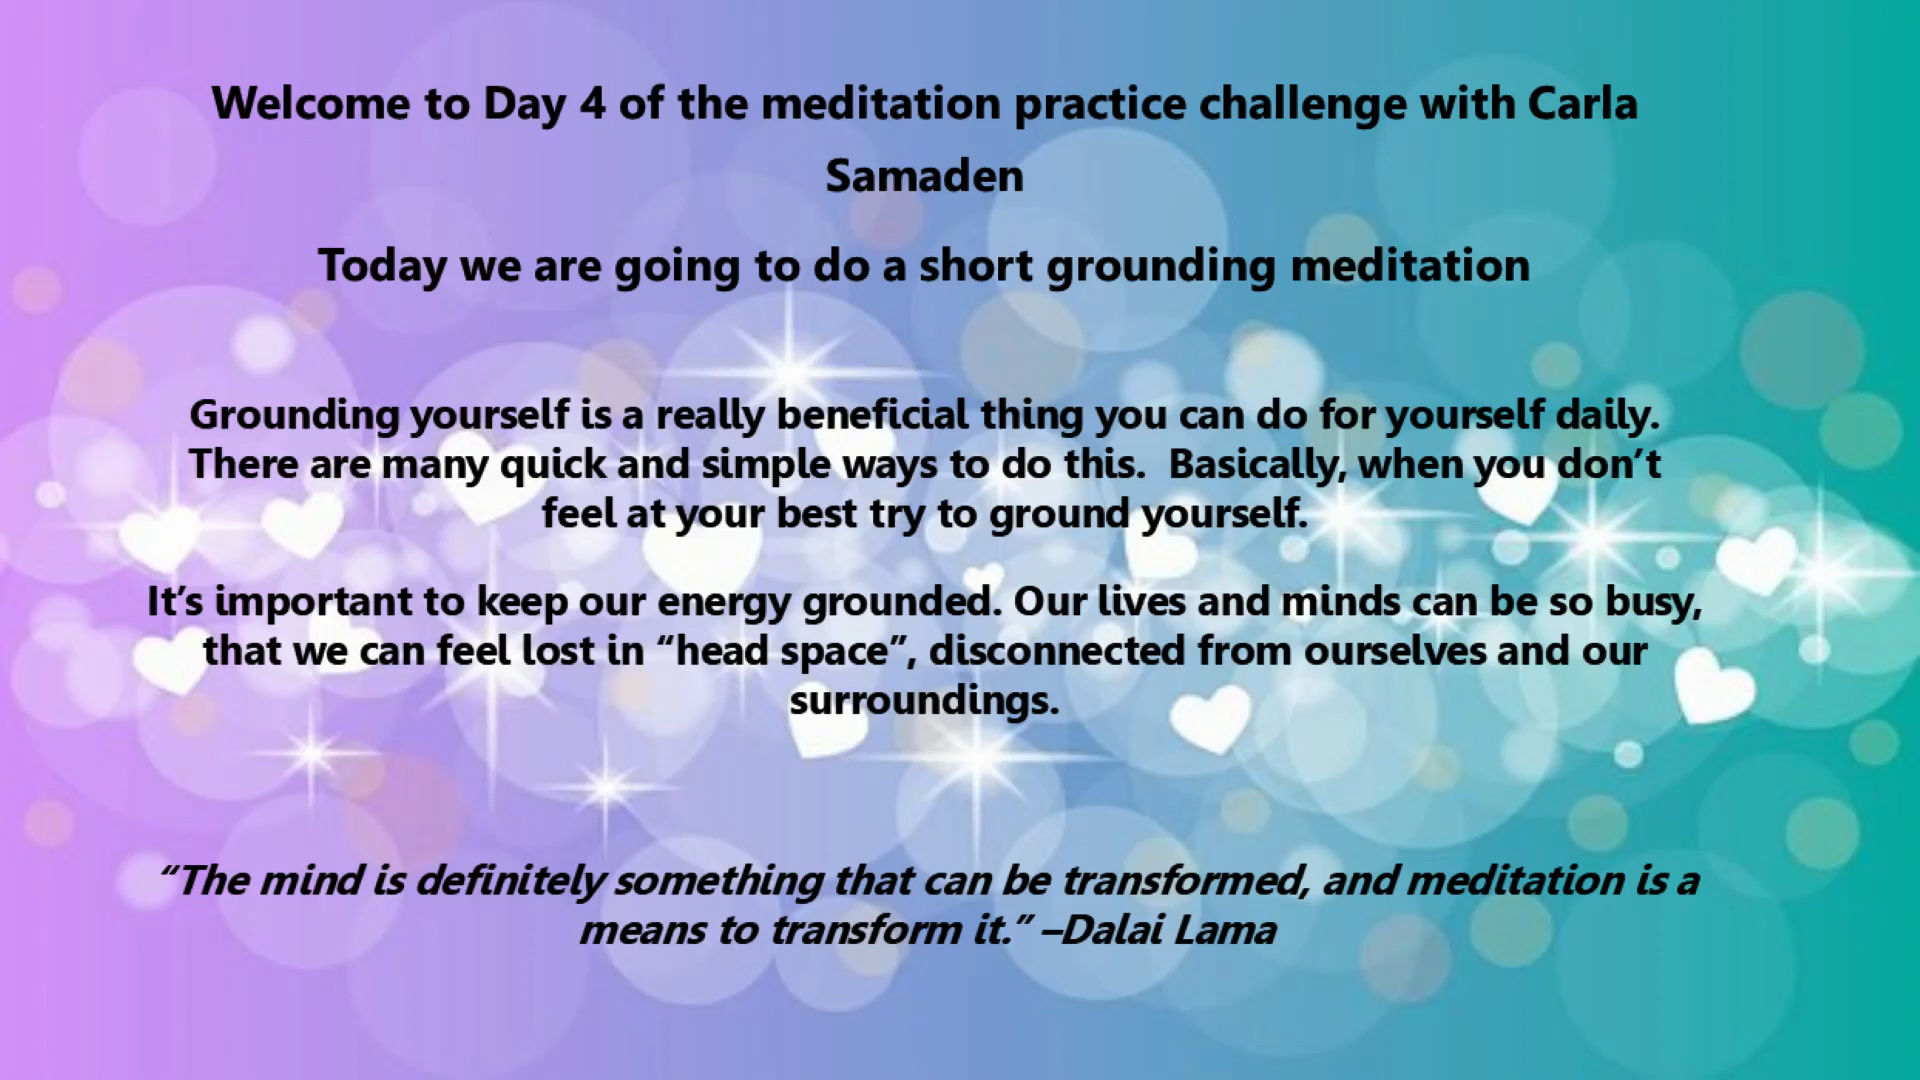 Welcome to Day 4 of the meditation practice challenge with Carla
Samaden
Today we are going to do a short grounding meditation
Grounding yourself is a really beneficial thing you can do for yourself daily.
There are many quick and simple ways to do this.  Basically, when you don’t
feel at your best try to ground yourself.
It’s important to keep our energy grounded. Our lives and minds can be so busy,
that we can feel lost in “head space”, disconnected from ourselves and our
surroundings.
“The mind is definitely something that can be transformed, and meditation is a
means to transform it.” –Dalai Lama